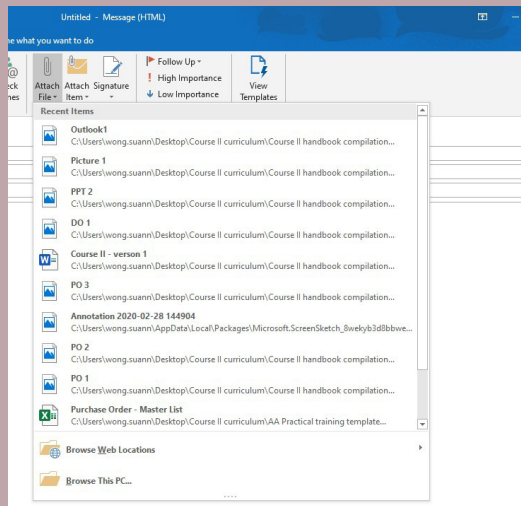 Untitled - Message (HTML)
me what you want to do
Attach File
Attach Item
Signature
Follow Up
High Importance
Low Importance
View Templates
Recent Items
Outlook1
C:\Users\wong.suann\Desktop\Course II curriculum\Course II handbook compilation...
Picture 1
C:\Users\wong.suann\Desktop\Course II curriculum\Course II handbook compilation...
PPT 2
C:\Users\wong.suann\Desktop\Course II curriculum\Course II handbook compilation...
DO 1
C:\Users\wong.suann\Desktop\Course II curriculum\Course II handbook compilation...
Course II - verson 1
C:\Users\wong.suann\Desktop\Course II curriculum\Course II handbook compilation...
PO 3
C:\Users\wong.suann\Desktop\Course II curriculum\Course II handbook compilation...
Annotation 2020-02-28 144904
C:\Users\wong.suann\AppData\Local\Packages\Microsoft.ScreenSketch_8wekyb3d8bbwe...
PO 2
C:\Users\wong.suann\Desktop\Course II curriculum\Course II handbook compilation...
PO 1
C:\Users\wong.suann\Desktop\Course II curriculum\Course II handbook compilation...
Purchase Order - Master List
C:\Users\wong.suann\Desktop\Course II curriculum\AA Practical training template...
Browse Web Locations
Browse This PC...